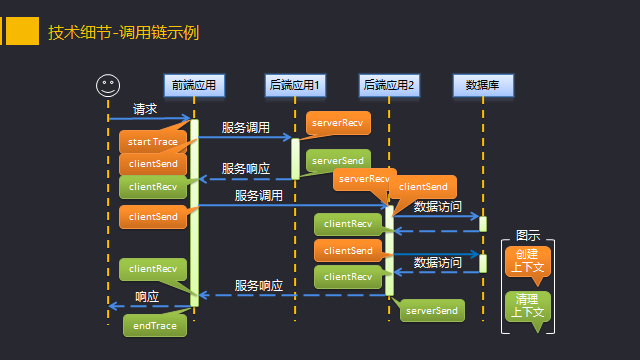 技术细节-调用链示例
前端应用
后端应用1
后端应用2
数据库
请求
serverRecv
服务调用
startTrace
clientSend
serverSend
服务响应
serverRecv
clientSend
clientRecv
服务调用
clientSend
数据访问
clientRecv
图示
clientSend
创建
上下文
数据访问
clientRecv
clientRecv
服务响应
响应
清理
上下文
serverSend
endTrace